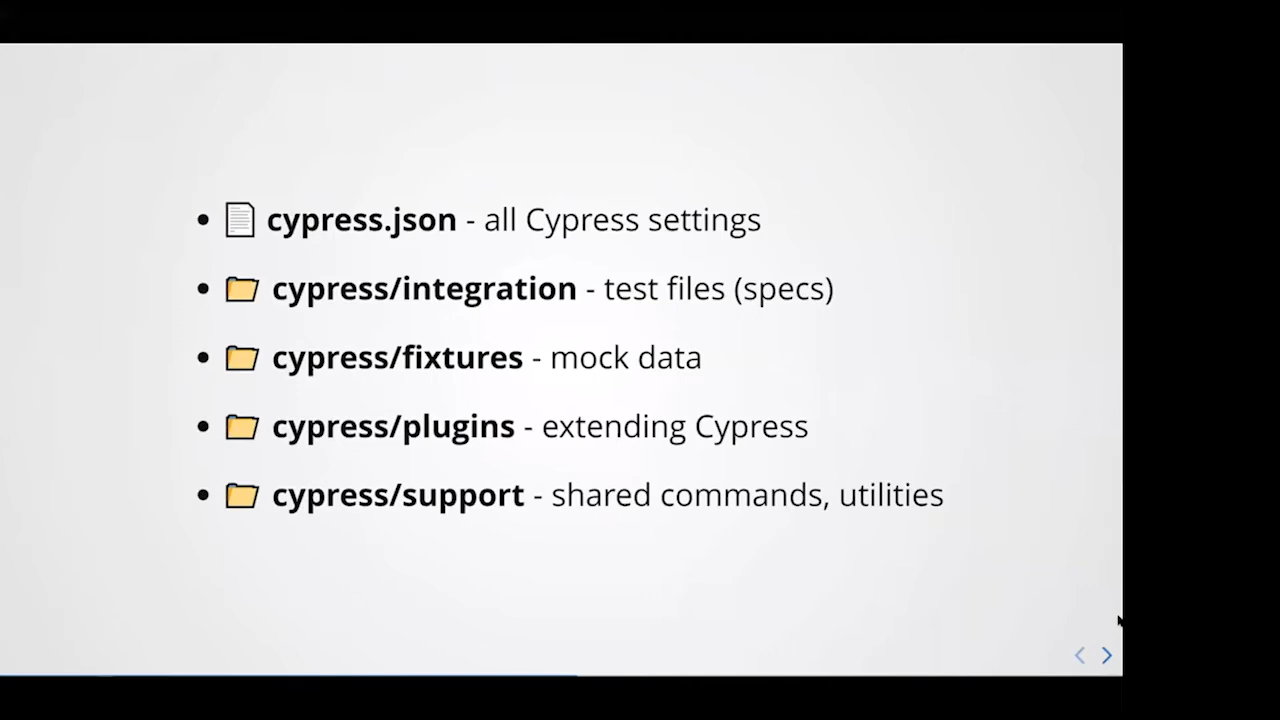 cypress.json - all Cypress settings
cypress/integration - test files (specs)
cypress/fixtures - mock data
cypress/plugins - extending Cypress
cypress/support - shared commands, utilities